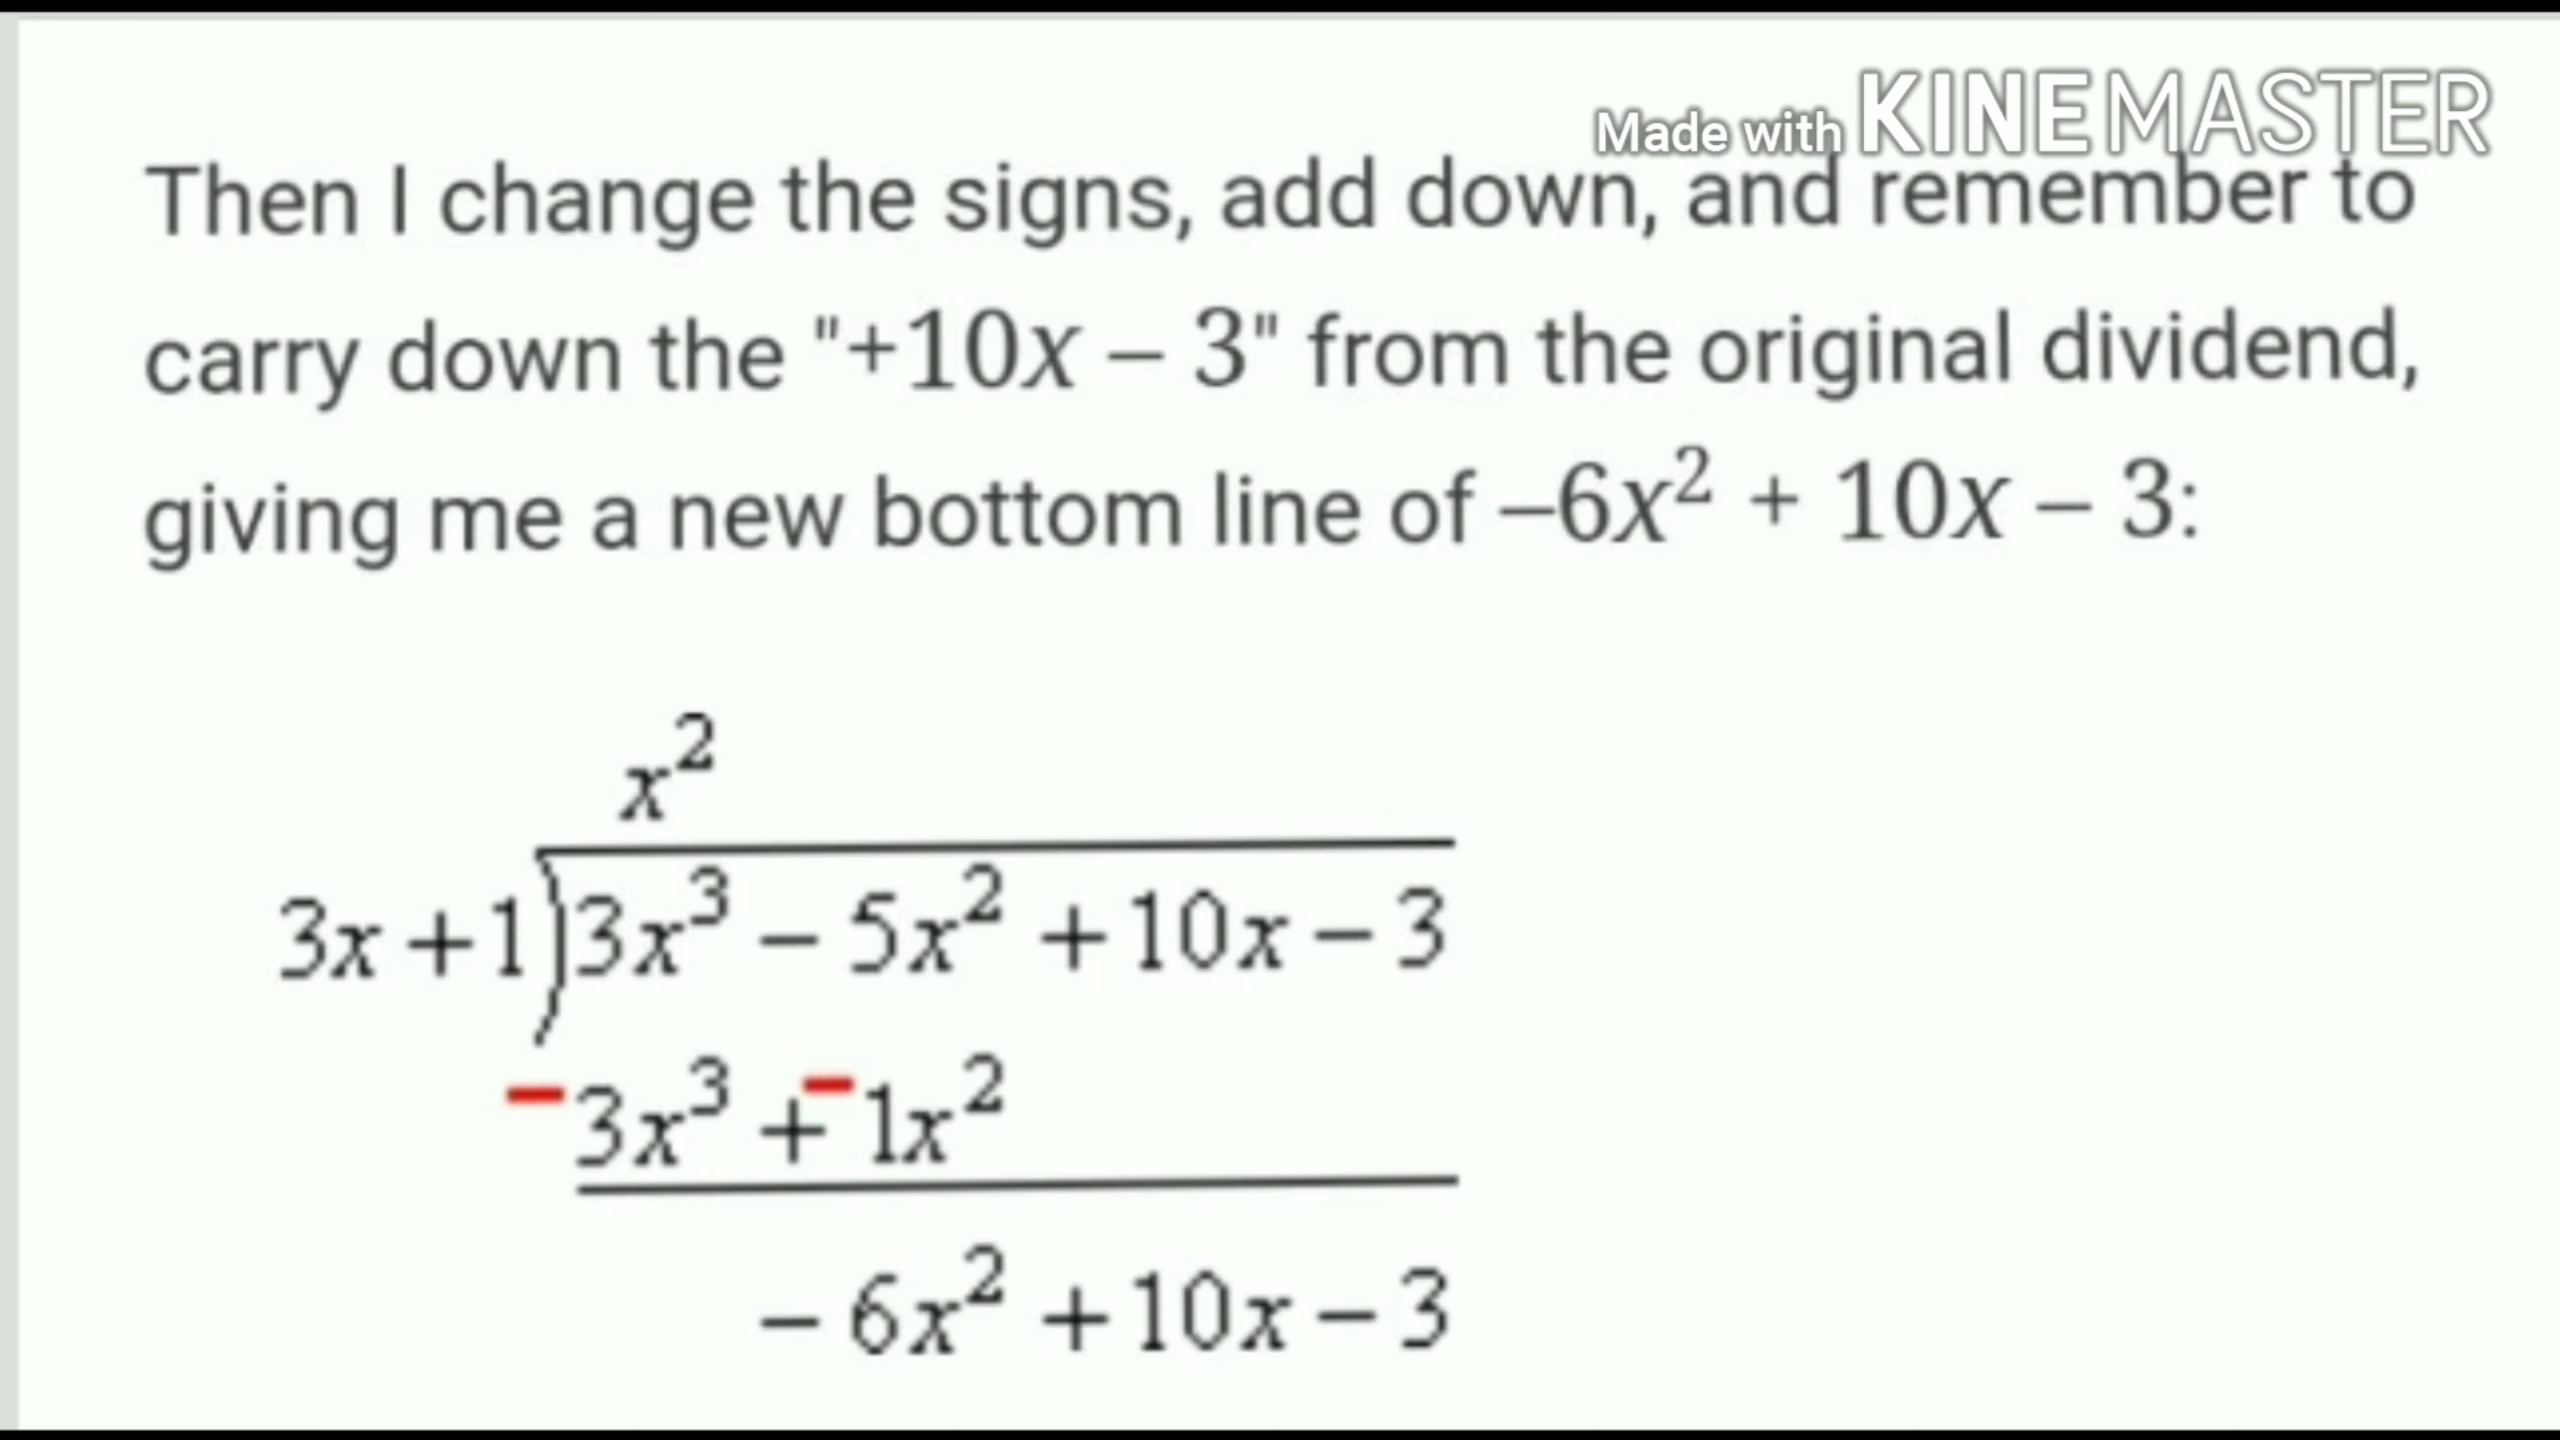 Made with KINEMASTER
Then I change the signs, add down, and remember to
carry down the "+10x – 3" from the original dividend,
giving me a new bottom line of –6x² + 10x – 3:
x²
3x+1)3x³ – 5x² +10x – 3
–3x³ +–1x²
– 6x² +10x – 3